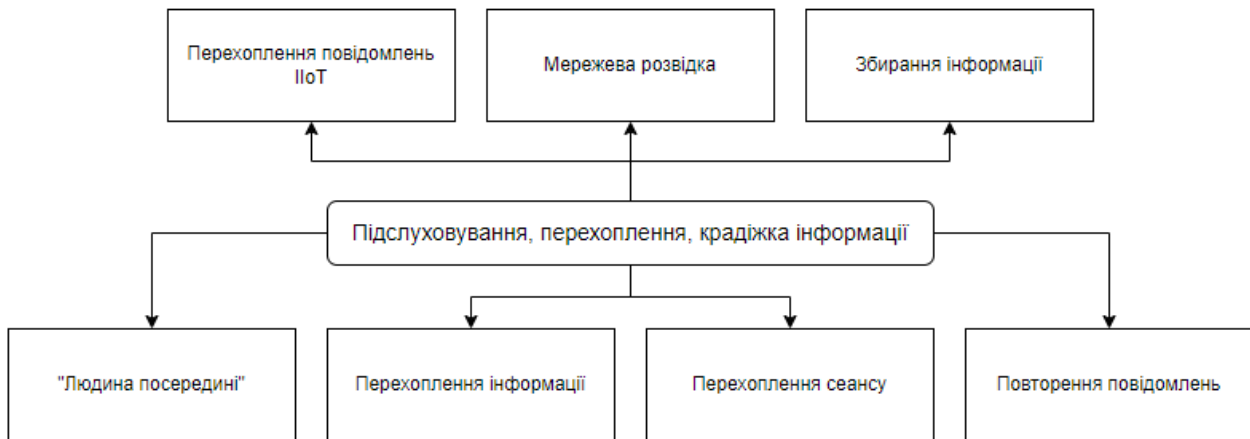 Перехоплення повідомлень
IIoT
Мережева розвідка
Збирання інформації
Підслуховування, перехоплення, крадіжка інформації
"Людина посередині"
Перехоплення інформації
Перехоплення сеансу
Повторення повідомлень